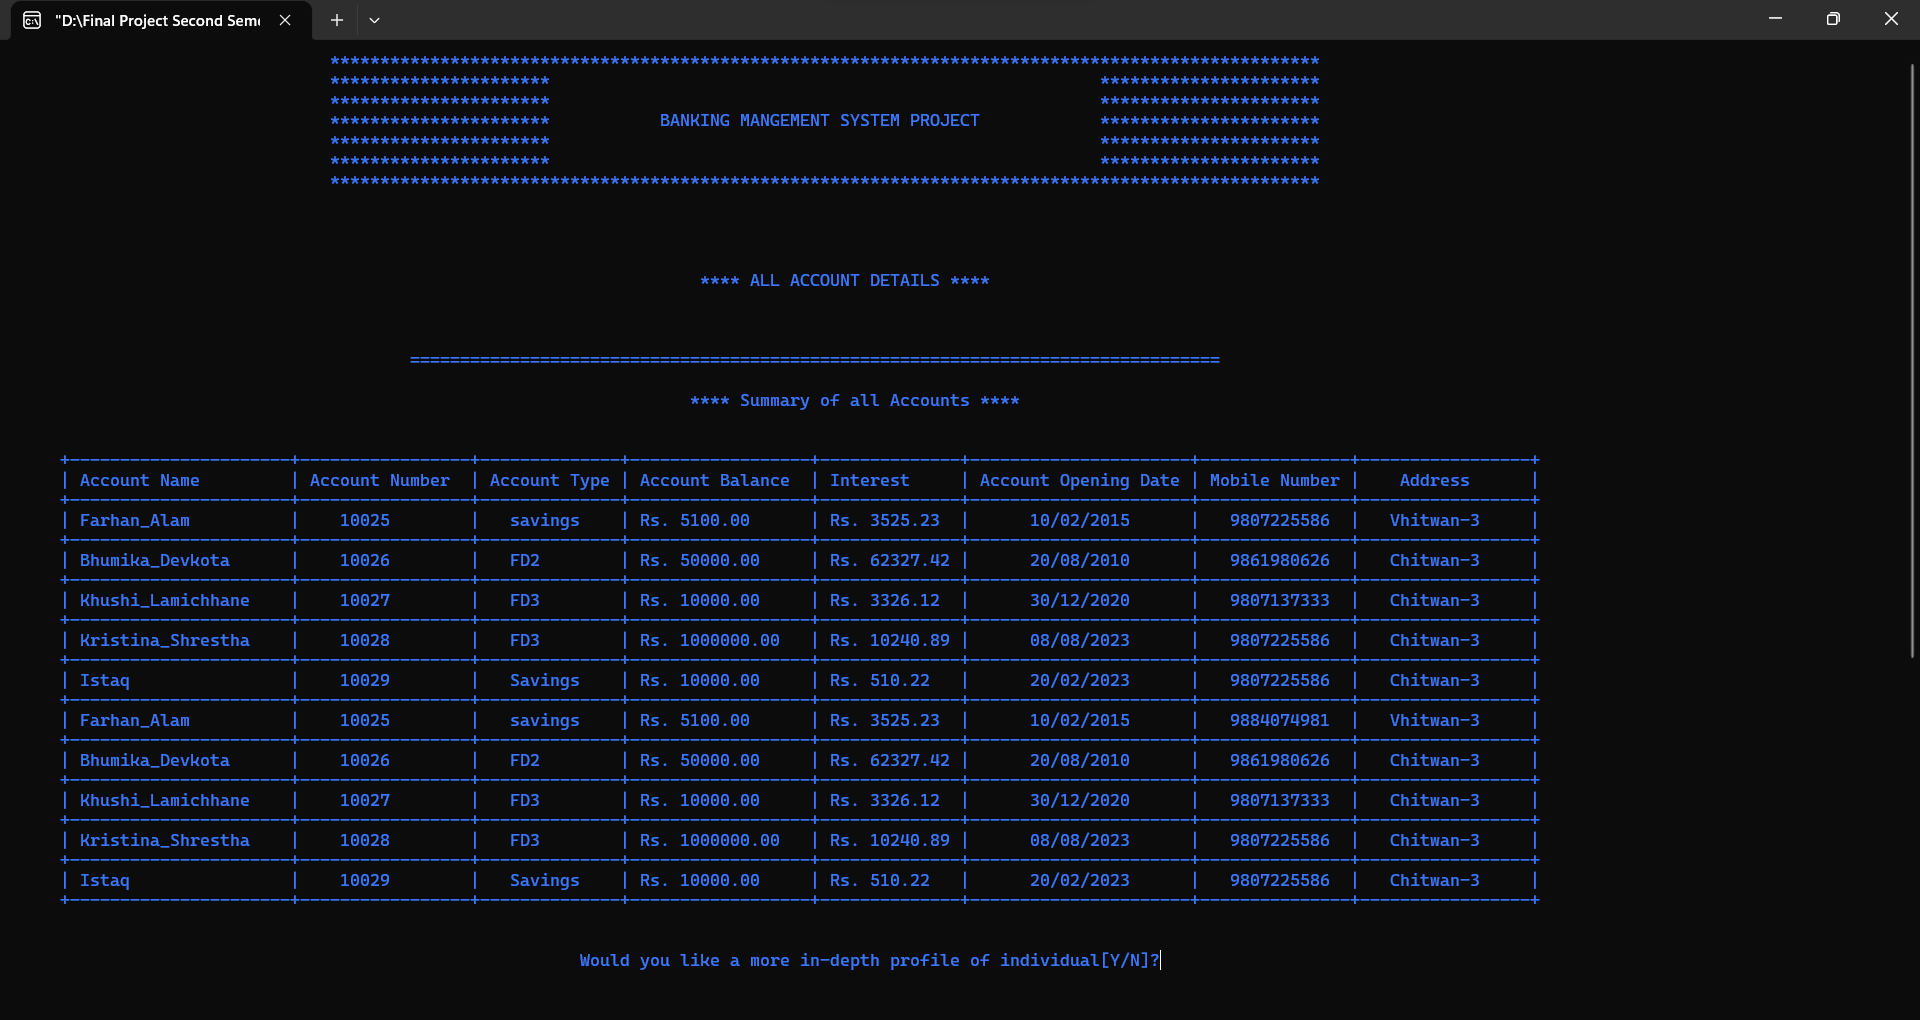 "D:\Final Project Second Sem
***************************************************************************************************
**********************                                                       **********************
**********************                                                       **********************
**********************           BANKING MANGEMENT SYSTEM PROJECT            **********************
**********************                                                       **********************
**********************                                                       **********************
***************************************************************************************************
**** ALL ACCOUNT DETAILS ****
=================================================================================
**** Summary of all Accounts ****
| Account Name | Account Number | Account Type | Account Balance | Interest | Account Opening Date | Mobile Number | Address |
| Farhan_Alam | 10025 | savings | Rs. 5100.00 | Rs. 3525.23 | 10/02/2015 | 9807225586 | Vhitwan-3 |
| Bhumika_Devkota | 10026 | FD2 | Rs. 50000.00 | Rs. 62327.42 | 20/08/2010 | 9861980626 | Chitwan-3 |
| Khushi_Lamichhane | 10027 | FD3 | Rs. 10000.00 | Rs. 3326.12 | 30/12/2020 | 9807137333 | Chitwan-3 |
| Kristina_Shrestha | 10028 | FD3 | Rs. 1000000.00 | Rs. 10240.89 | 08/08/2023 | 9807225586 | Chitwan-3 |
| Istaq | 10029 | Savings | Rs. 10000.00 | Rs. 510.22 | 20/02/2023 | 9807225586 | Chitwan-3 |
| Farhan_Alam | 10025 | savings | Rs. 5100.00 | Rs. 3525.23 | 10/02/2015 | 9884074981 | Vhitwan-3 |
| Bhumika_Devkota | 10026 | FD2 | Rs. 50000.00 | Rs. 62327.42 | 20/08/2010 | 9861980626 | Chitwan-3 |
| Khushi_Lamichhane | 10027 | FD3 | Rs. 10000.00 | Rs. 3326.12 | 30/12/2020 | 9807137333 | Chitwan-3 |
| Kristina_Shrestha | 10028 | FD3 | Rs. 1000000.00 | Rs. 10240.89 | 08/08/2023 | 9807225586 | Chitwan-3 |
| Istaq | 10029 | Savings | Rs. 10000.00 | Rs. 510.22 | 20/02/2023 | 9807225586 | Chitwan-3 |
Would you like a more in-depth profile of individual[Y/N]?